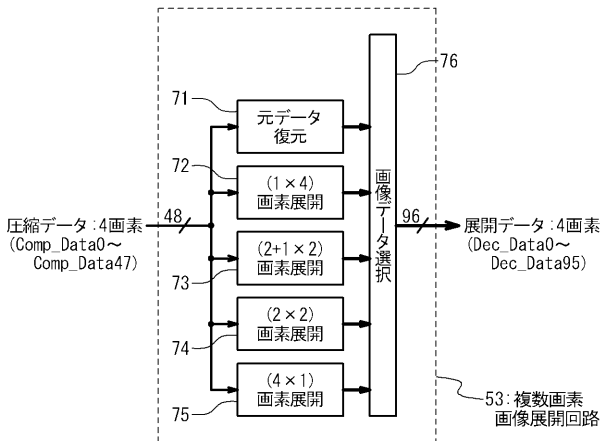 76
71
元データ
復元
72
(1×4)
画素展開
圧縮データ:4画素
(Comp_Data0～
Comp_Data47)
48
(2+1×2)
画素展開
73
(2×2)
画素展開
74
(4×1)
画素展開
75
画像データ選択
96
展開データ:4画素
(Dec_Data0～
Dec_Data95)
53:複数画素
画像展開回路